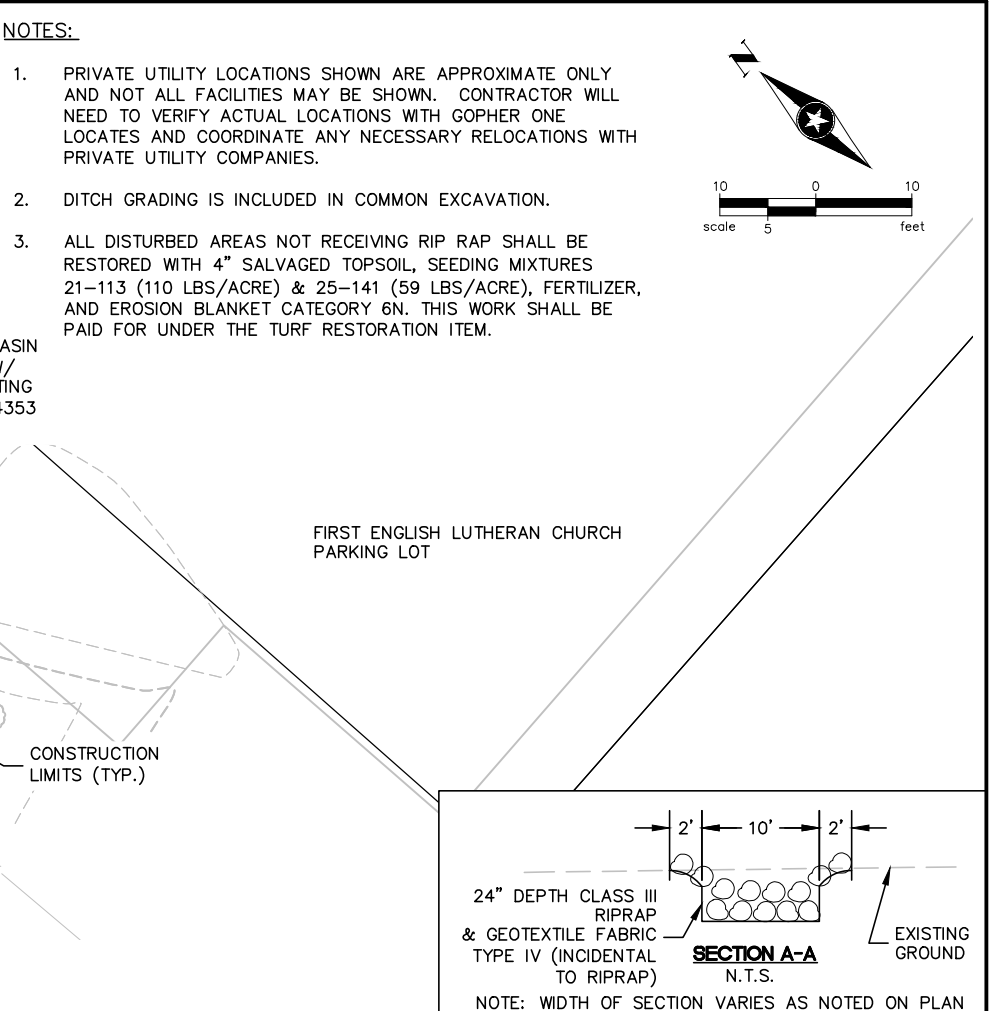 NOTES:
1. PRIVATE UTILITY LOCATIONS SHOWN ARE APPROXIMATE ONLY
AND NOT ALL FACILITIES MAY BE SHOWN. CONTRACTOR WILL
NEED TO VERIFY ACTUAL LOCATIONS WITH GOPHER ONE
LOCATES AND COORDINATE ANY NECESSARY RELOCATIONS WITH
PRIVATE UTILITY COMPANIES.
2. DITCH GRADING IS INCLUDED IN COMMON EXCAVATION.
3. ALL DISTURBED AREAS NOT RECEIVING RIP RAP SHALL BE
RESTORED WITH 4” SALVAGED TOPSOIL, SEEDING MIXTURES
21–113 (110 LBS/ACRE) & 25–141 (59 LBS/ACRE), FERTILIZER,
AND EROSION BLANKET CATEGORY 6N. THIS WORK SHALL BE
PAID FOR UNDER THE TURF RESTORATION ITEM.
N
10 0 10
scale 5 feet
ASIN
/
TING
4353
FIRST ENGLISH LUTHERAN CHURCH
PARKING LOT
CONSTRUCTION
LIMITS (TYP.)
2’ 10’ 2’
24” DEPTH CLASS III
RIPRAP
& GEOTEXTILE FABRIC
TYPE IV (INCIDENTAL
TO RIPRAP)
SECTION A–A
N.T.S.
EXISTING
GROUND
NOTE: WIDTH OF SECTION VARIES AS NOTED ON PLAN